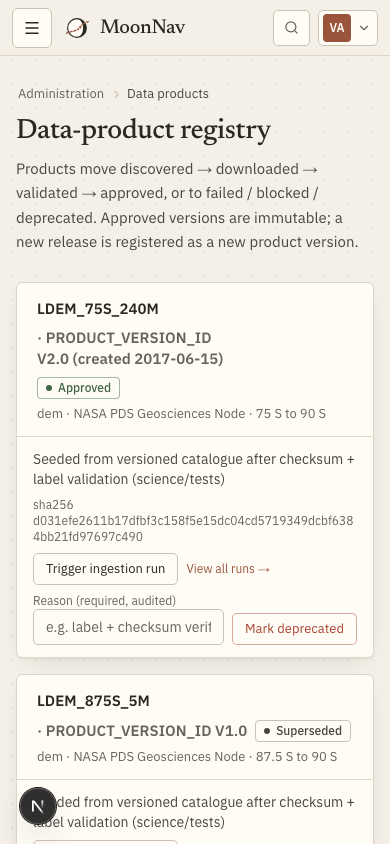 MoonNav
VA
Administration > Data products
Data-product registry
Products move discovered → downloaded →
validated → approved, or to failed / blocked /
deprecated. Approved versions are immutable; a
new release is registered as a new product version.
LDEM_75S_240M
· PRODUCT_VERSION_ID
V2.0 (created 2017-06-15)
Approved
dem · NASA PDS Geosciences Node · 75 S to 90 S
Seeded from versioned catalogue after checksum +
label validation (science/tests)
sha256
d031efe2611b17dfbf3c158f5e15dc04cd5719349dcbf638
4bb21fd97697c490
Trigger ingestion run View all runs →
Reason (required, audited)
e.g. label + checksum verif Mark deprecated
LDEM_875S_5M
· PRODUCT_VERSION_ID V1.0 Superseded
dem · NASA PDS Geosciences Node · 87.5 S to 90 S
ded from versioned catalogue after checksum +
label validation (science/tests)
N